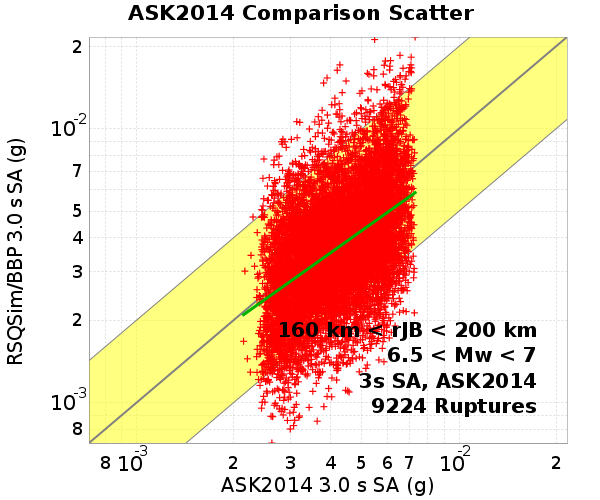 ASK2014 Comparison Scatter
RSQSim/BBP 3.0 s SA (g)
2
10-2
7
5
4
3
2
10-3
8
160 km < rJB < 200 km
6.5 < Mw < 7
3s SA, ASK2014
9224 Ruptures
8 10-3 2 3 4 5 6 7 10-2 2
ASK2014 3.0 s SA (g)